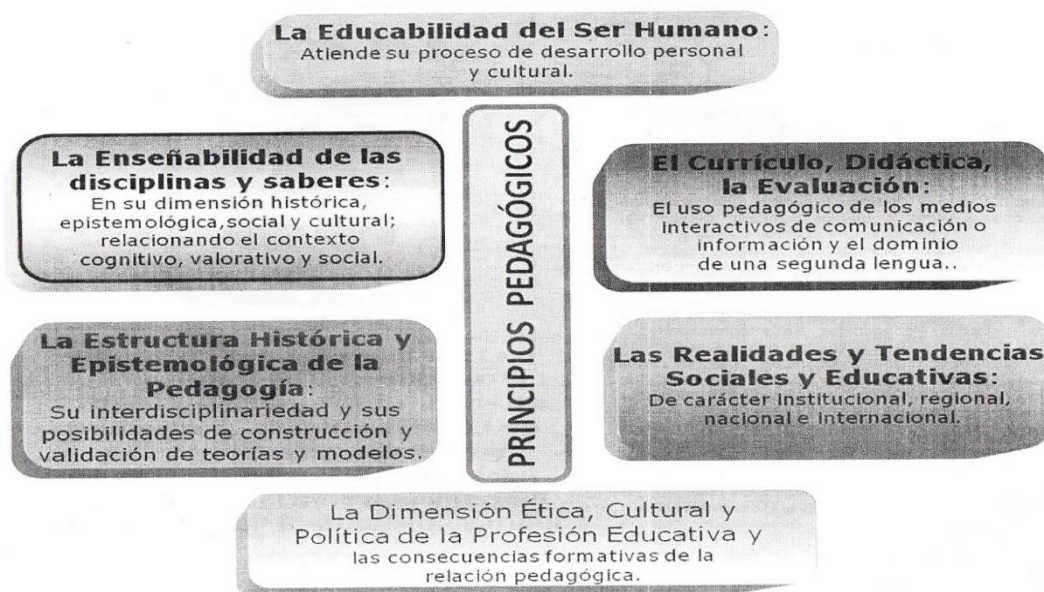 La Educabilidad del Ser Humano:
Atiende su proceso de desarrollo personal
y cultural.
PRINCIPIOS PEDAGÓGICOS
La Enseñabilidad de las
disciplinas y saberes:
En su dimensión histórica,
epistemológica, social y cultural;
relacionando el contexto
cognitivo, valorativo y social.
El Currículo, Didáctica,
la Evaluación:
El uso pedagógico de los medios
interactivos de comunicación o
información y el dominio
de una segunda lengua..
La Estructura Histórica y
Epistemológica de la
Pedagogía:
Su interdisciplinariedad y sus
posibilidades de construcción y
validación de teorías y modelos.
Las Realidades y Tendencias
Sociales y Educativas:
De carácter institucional, regional,
nacional e internacional.
La Dimensión Ética, Cultural y
Política de la Profesión Educativa y
las consecuencias formativas de la
relación pedagógica.